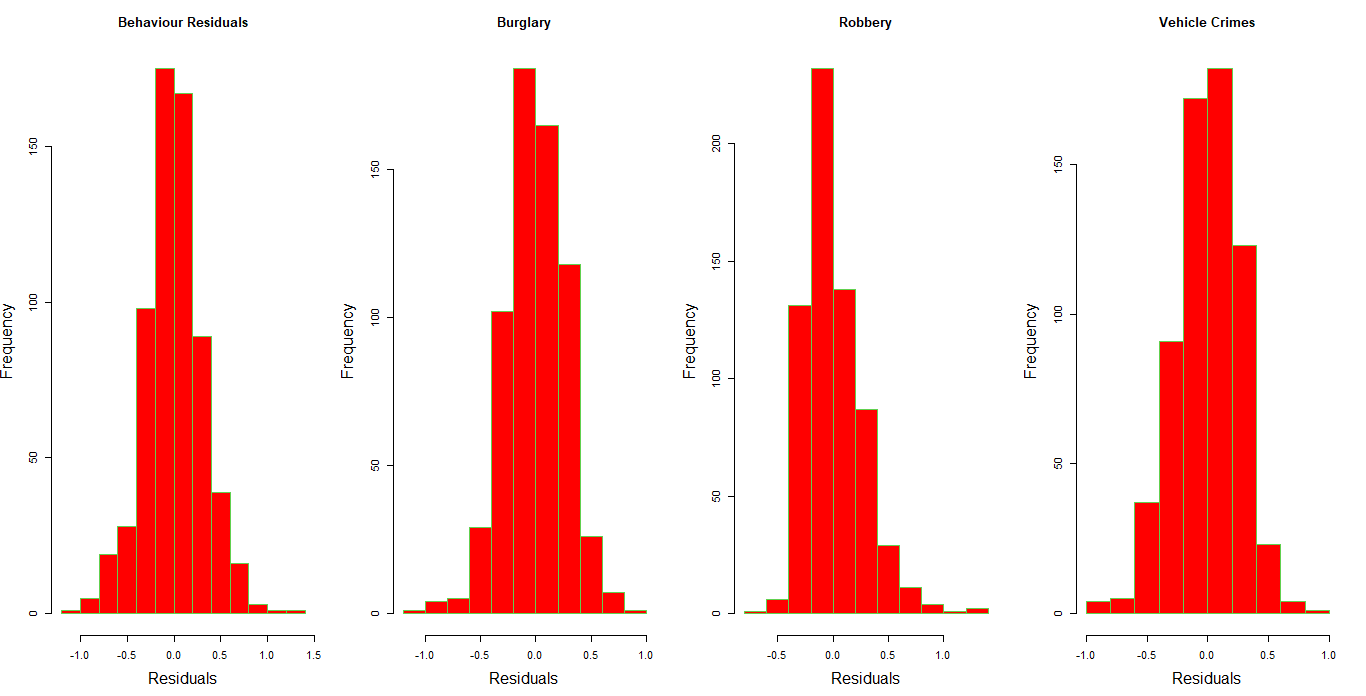 Behaviour Residuals
Frequency
150
100
50
0
-1.0 -0.5 0.0 0.5 1.0 1.5
Residuals
Burglary
Frequency
150
100
50
0
-1.0 -0.5 0.0 0.5 1.0
Residuals
Robbery
Frequency
200
150
100
50
0
-0.5 0.0 0.5 1.0
Residuals
Vehicle Crimes
Frequency
150
100
50
0
-1.0 -0.5 0.0 0.5 1.0
Residuals